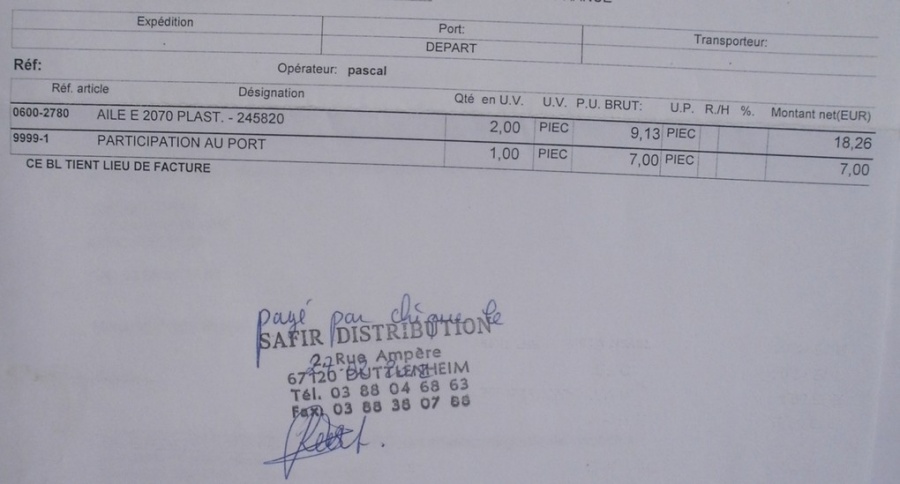 Expédition
Port:
DEPART
Transporteur:
Réf:
Opérateur: pascal
Réf. article Désignation Qté en U.V. U.V. P.U. BRUT: U.P. R./H %. Montant net(EUR)
0600-2780 AILE E 2070 PLAST. - 245820 2,00 PIEC 9,13 PIEC 18,26
9999-1 PARTICIPATION AU PORT 1,00 PIEC 7,00 PIEC 7,00
CE BL TIENT LIEU DE FACTURE
payé par chèque le
SAFIR DISTRIBUTION
2, Rue Ampère
67120 DUTTLENHEIM
Tél. 03 88 04 68 63
Fax. 03 88 38 07 88